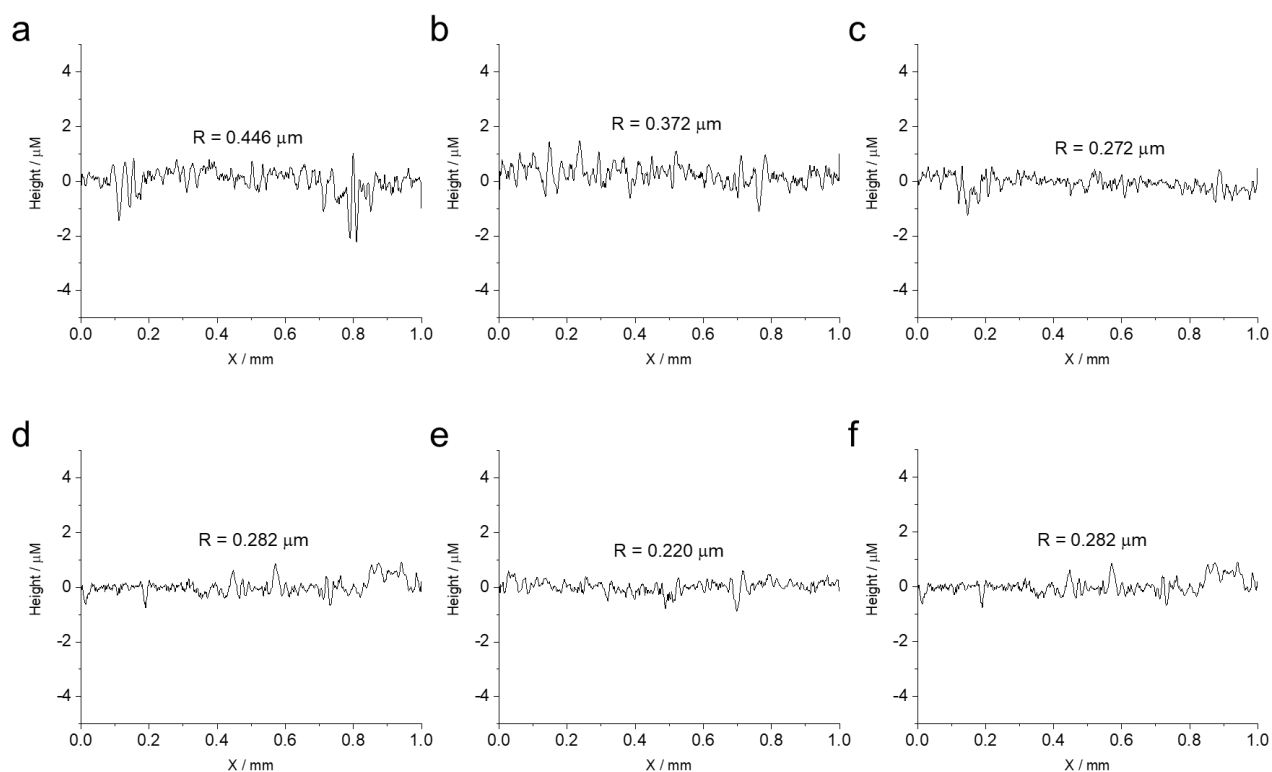 a
b
c
4
2
0
-2
-4
Height / μM
R = 0.446 μm
0.0 0.2 0.4 0.6 0.8 1.0
X / mm
4
2
0
-2
-4
Height / μM
R = 0.372 μm
0.0 0.2 0.4 0.6 0.8 1.0
X / mm
4
2
0
-2
-4
Height / μM
R = 0.272 μm
0.0 0.2 0.4 0.6 0.8 1.0
X / mm
d
e
f
4
2
0
-2
-4
Height / μM
R = 0.282 μm
0.0 0.2 0.4 0.6 0.8 1.0
X / mm
4
2
0
-2
-4
Height / μM
R = 0.220 μm
0.0 0.2 0.4 0.6 0.8 1.0
X / mm
4
2
0
-2
-4
Height / μM
R = 0.282 μm
0.0 0.2 0.4 0.6 0.8 1.0
X / mm